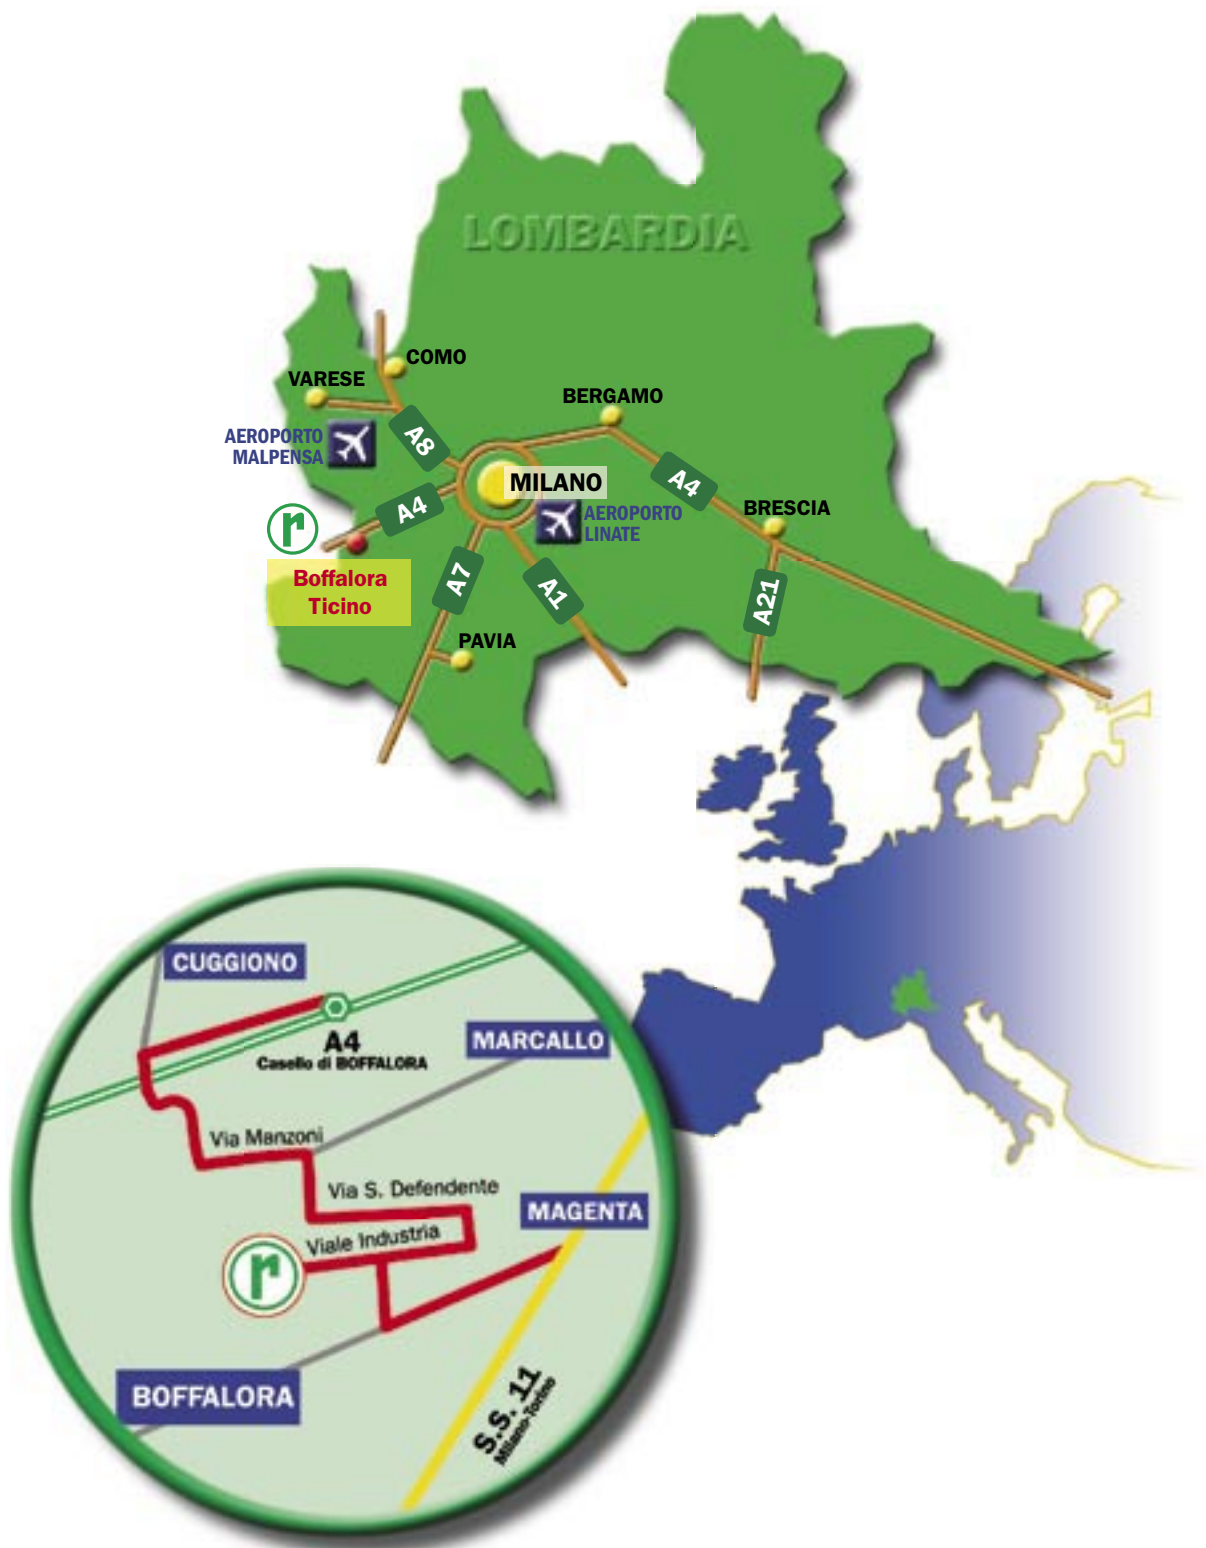 LOMBARDIA
COMO
VARESE
BERGAMO
AEROPORTO
MALPENSA
A8
MILANO
A4
A4
BRESCIA
AEROPORTO
LINATE
r
Boffalora
Ticino
A7
A1
A21
PAVIA
CUGGIONO
A4
Casello di BOFFALORA
MARCALLO
Via Manzoni
Via S. Defendente
MAGENTA
Viale Industria
r
BOFFALORA
S.S. 11
Milano-Torino